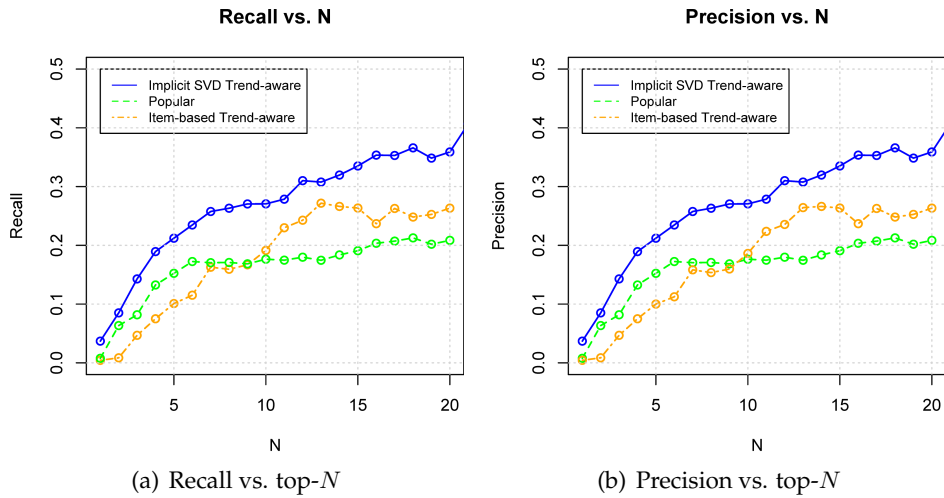 Recall vs. N
Recall
0.5
0.4
0.3
0.2
0.1
0.0
Implicit SVD Trend-aware
Popular
Item-based Trend-aware
5 10 15 20
N
(a) Recall vs. top-N
Precision vs. N
Precision
0.5
0.4
0.3
0.2
0.1
0.0
Implicit SVD Trend-aware
Popular
Item-based Trend-aware
5 10 15 20
N
(b) Precision vs. top-N